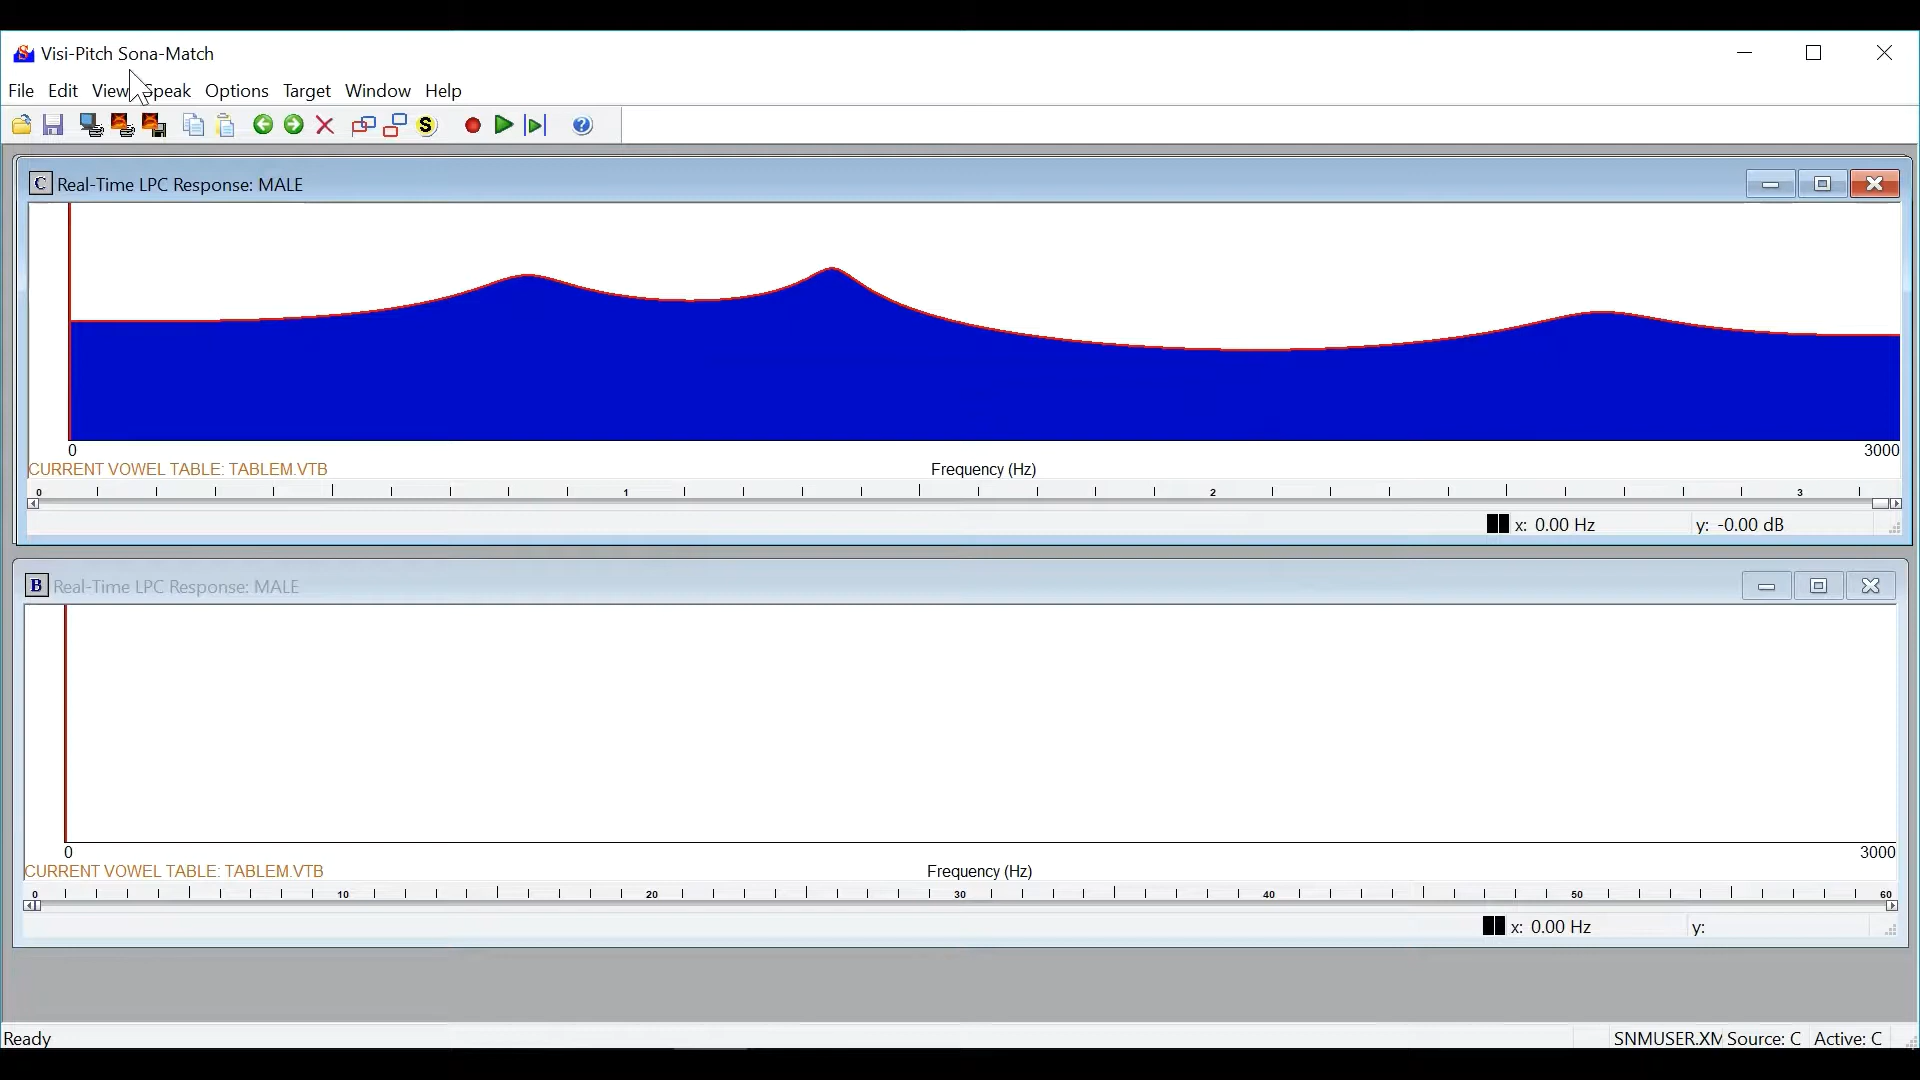 Visi-Pitch Sona-Match
File Edit View Speak Options Target Window Help
S ?
C Real-Time LPC Response: MALE
0 3000
CURRENT VOWEL TABLE: TABLEM.VTB Frequency (Hz)
0 1 2 3
x: 0.00 Hz y: -0.00 dB
B Real-Time LPC Response: MALE
0 3000
CURRENT VOWEL TABLE: TABLEM.VTB Frequency (Hz)
0 10 20 30 40 50 60
x: 0.00 Hz y:
Ready SNMUSER.XM Source: C Active: C